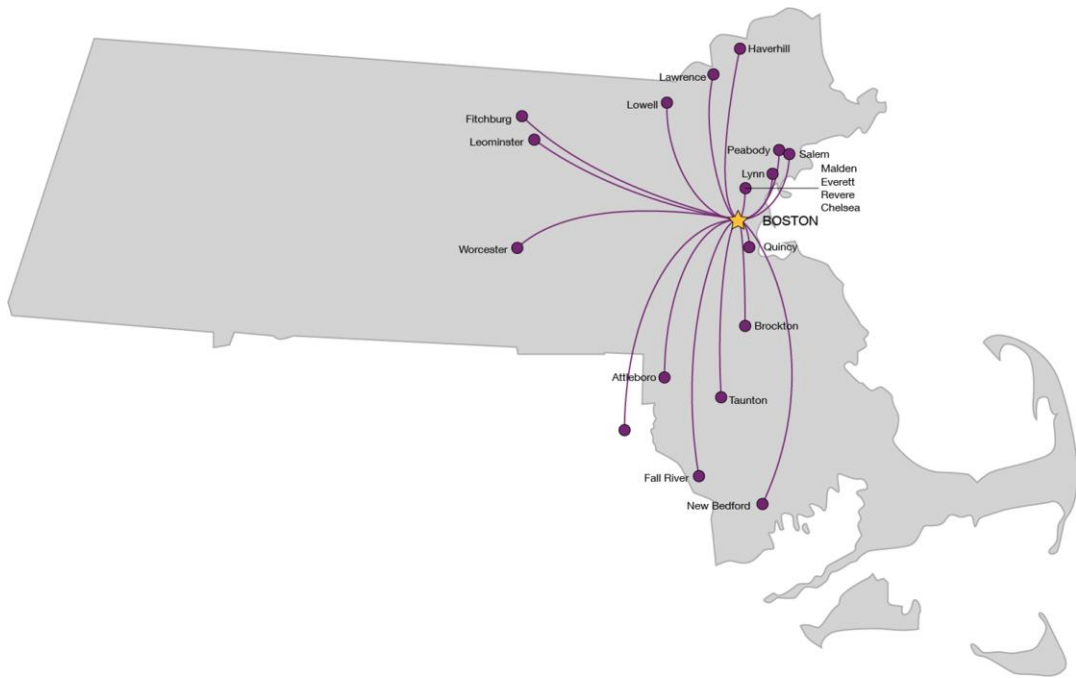 Haverhill
Lawrence
Lowell
Fitchburg
Leominster
Peabody
Salem
Lynn
Malden
Everett
Revere
Chelsea
BOSTON
Worcester
Quincy
Brockton
Attleboro
Taunton
Fall River
New Bedford